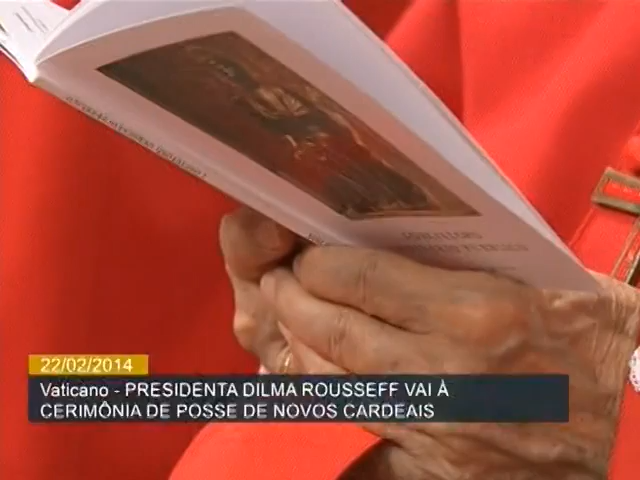 22/02/2014
Vaticano - PRESIDENTA DILMA ROUSSEFF VAI À
CERIMÔNIA DE POSSE DE NOVOS CARDEAIS